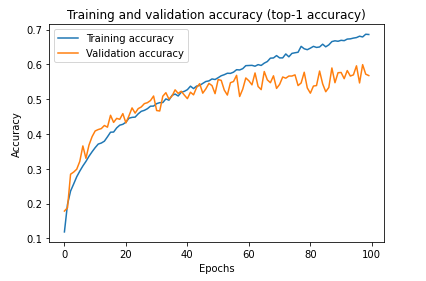 Training and validation accuracy (top-1 accuracy)
Training accuracy
Validation accuracy
Accuracy
0.7
0.6
0.5
0.4
0.3
0.2
0.1
0
20
40
60
80
100
Epochs